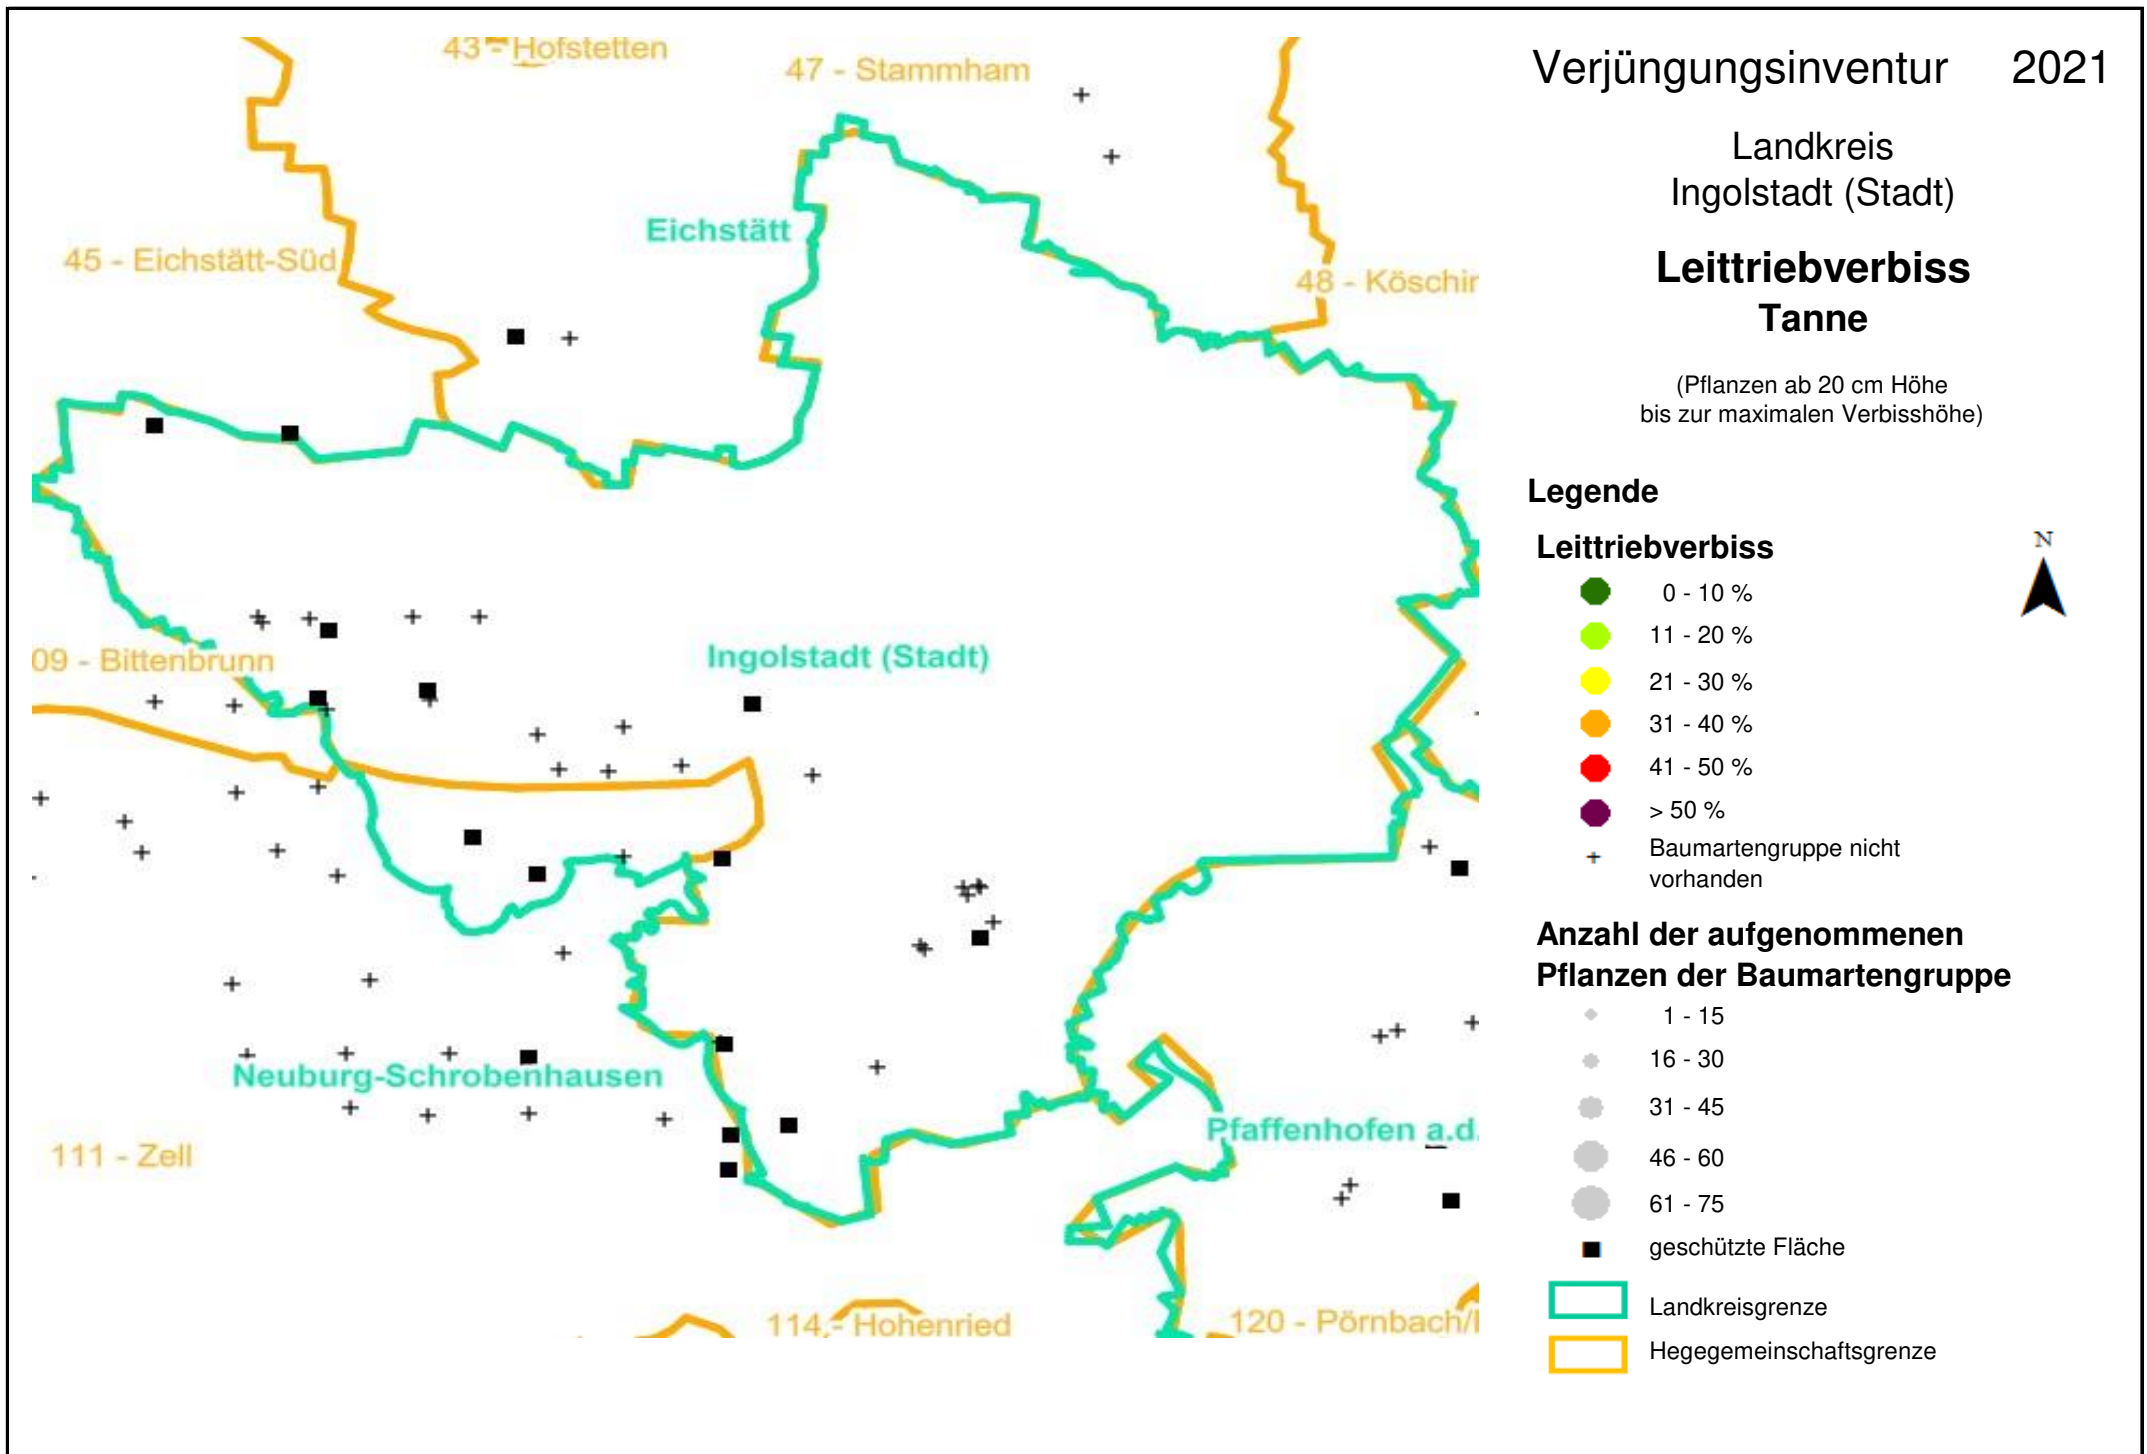 43 - Hofstetten
47 - Stammham
Eichstätt
45 - Eichstätt-Süd
48 - Köschir
09 - Bittenbrunn
Ingolstadt (Stadt)
Neuburg-Schrobenhausen
Pfaffenhofen a.d.
111 - Zell
114 - Hohenried
120 - Pörnbach/
Verjüngungsinventur 2021
Landkreis
Ingolstadt (Stadt)
Leittriebverbiss
Tanne
(Pflanzen ab 20 cm Höhe
bis zur maximalen Verbisshöhe)
Legende
Leittriebverbiss
N
0 - 10 %
11 - 20 %
21 - 30 %
31 - 40 %
41 - 50 %
> 50 %
Baumartengruppe nicht
vorhanden
Anzahl der aufgenommenen
Pflanzen der Baumartengruppe
1 - 15
16 - 30
31 - 45
46 - 60
61 - 75
geschützte Fläche
Landkreisgrenze
Hegegemeinschaftsgrenze